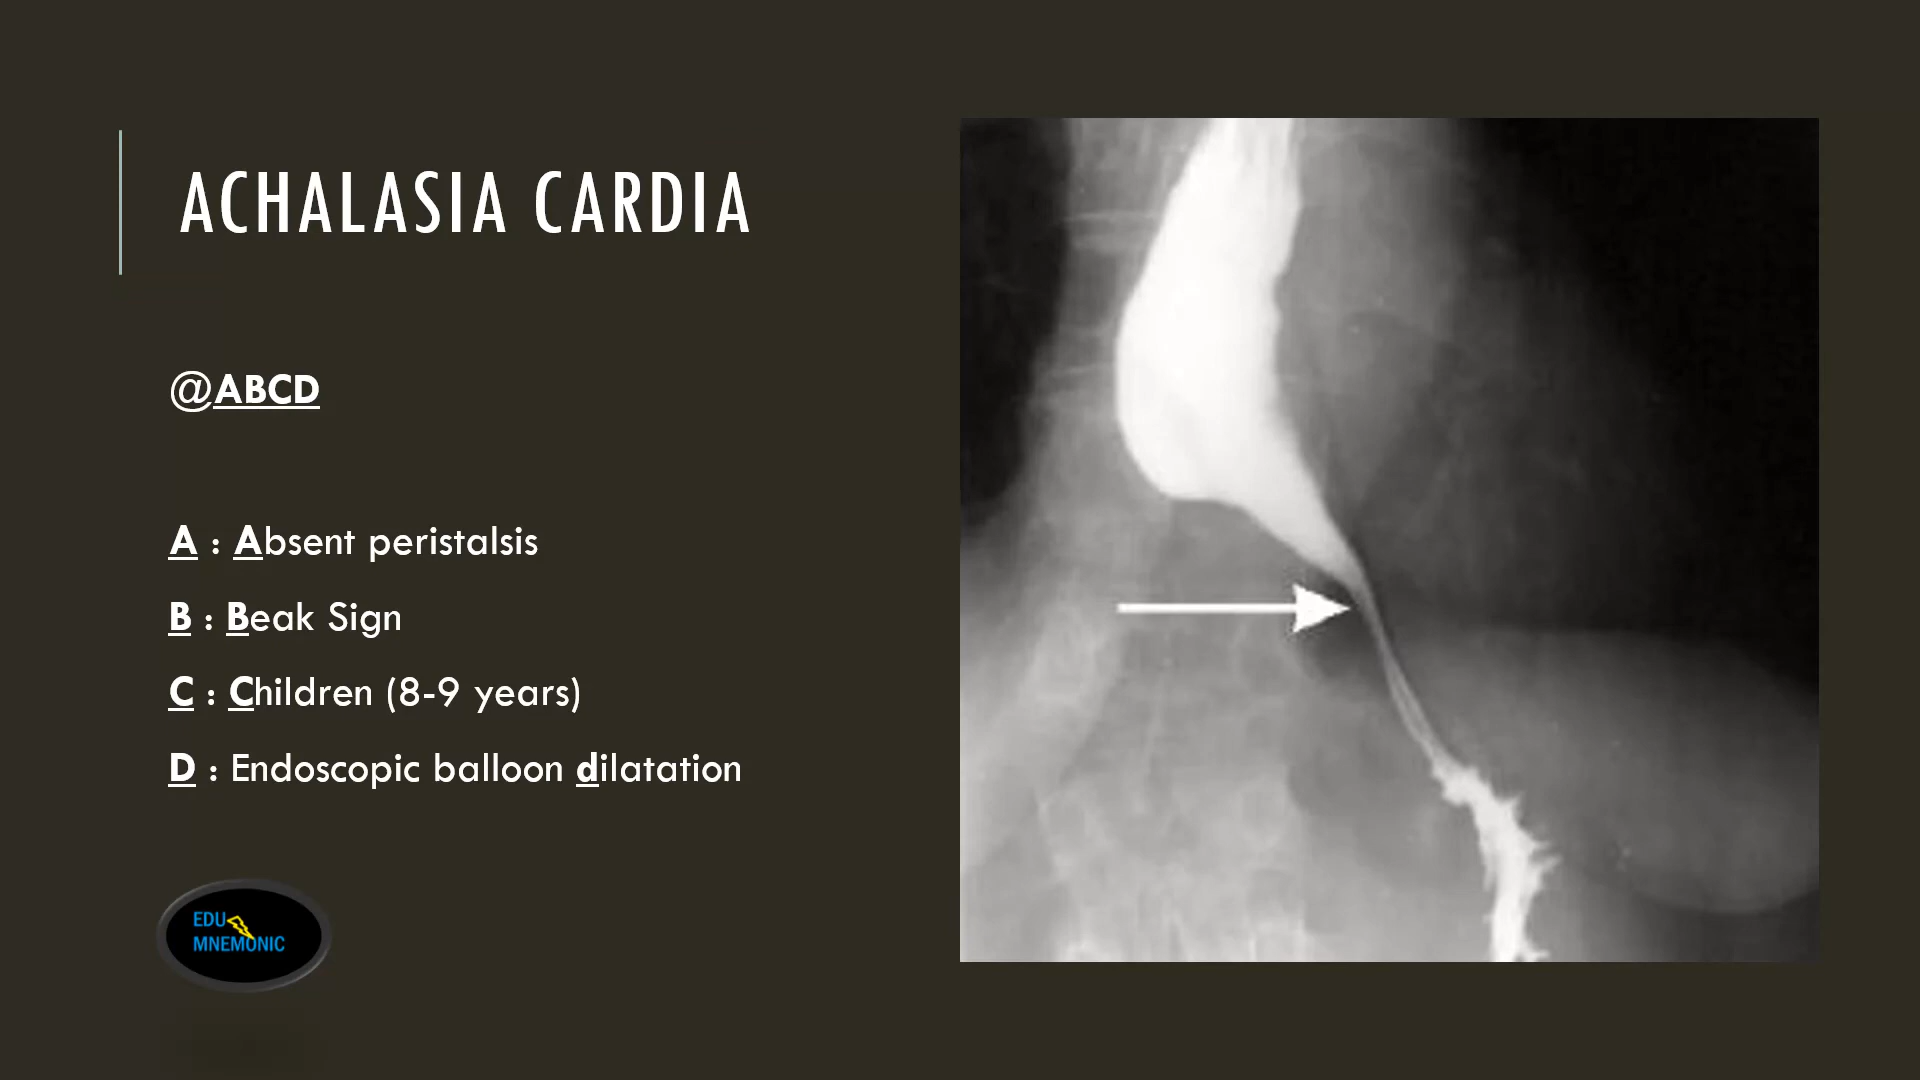 ACHALASIA CARDIA
@ABCD
A : Absent peristalsis
B : Beak Sign
C : Children (8-9 years)
D : Endoscopic balloon dilatation
EDU
MNEMONIC